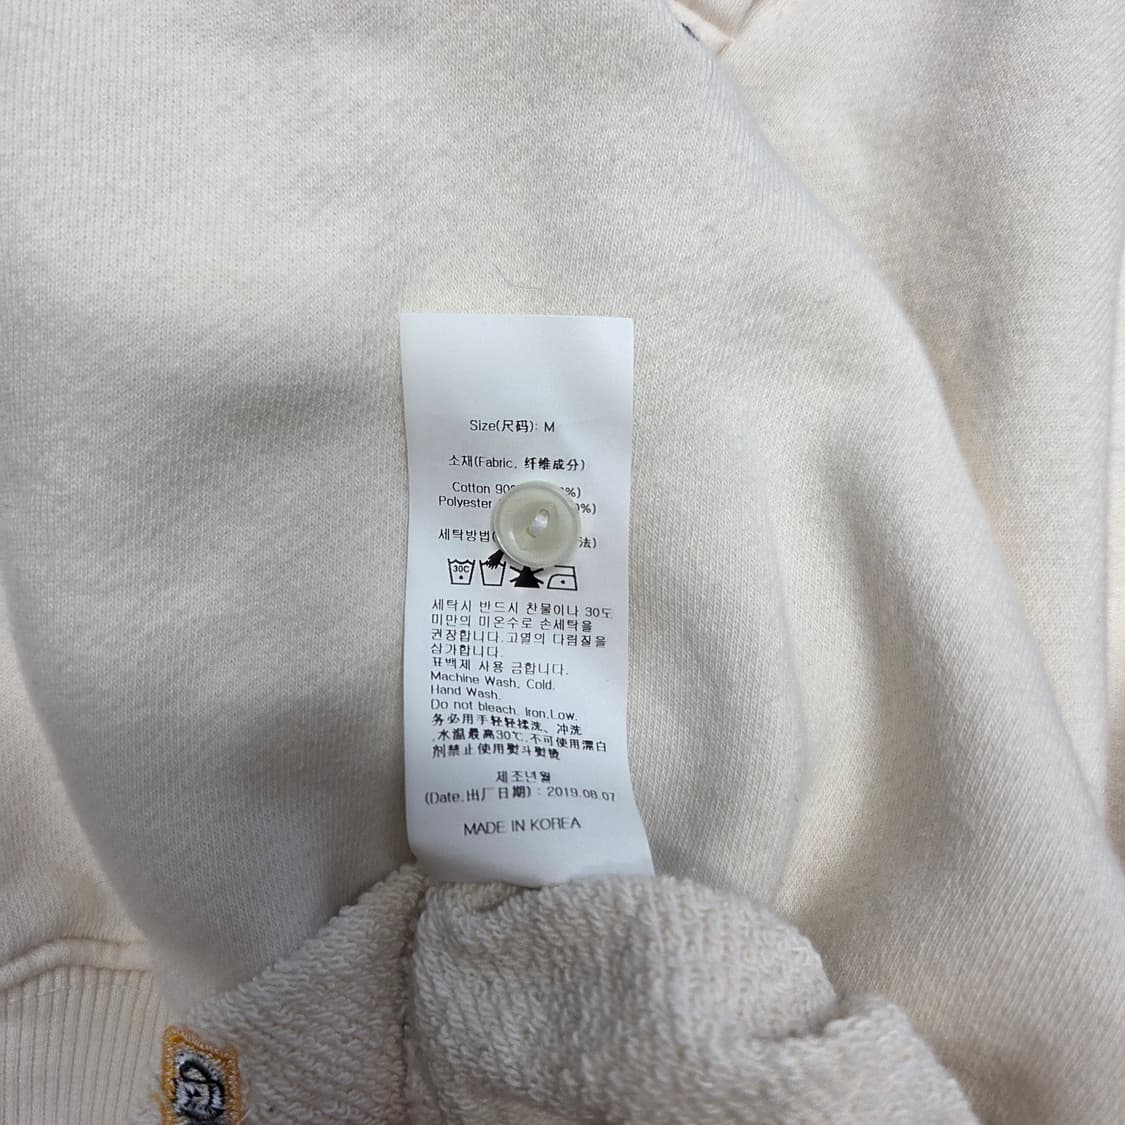 Size(尺码): M
소재(Fabric, 纤维成分)
Cotton %)
Polyester 0%)
세탁방법( 法)
30C
세탁시 반드시 찬물이나 30도
미만의 미온수로 손세탁을
권장합니다.고열의 다림질을
삼가합니다.
표백제 사용 금합니다.
Machine Wash, Cold.
Hand Wash.
Do not bleach. Iron,Low.
务必用手轻轻揉洗、冲洗
,水温最高30℃,不可使用漂白
剂禁止使用熨斗熨烫
제조년월
(Date,出厂日期) : 2019.08.07
MADE IN KOREA